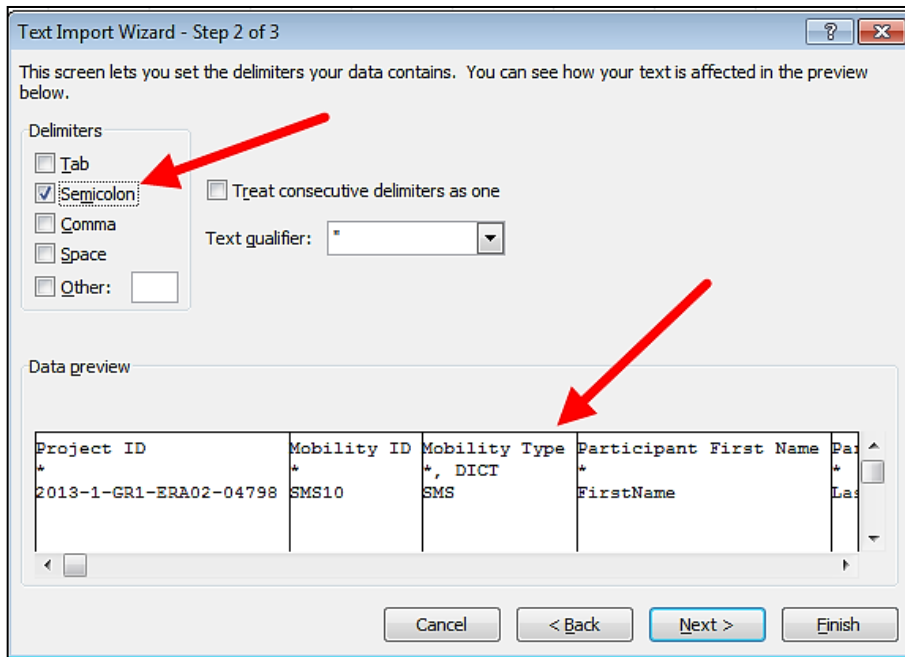 Text Import Wizard - Step 2 of 3
This screen lets you set the delimiters your data contains.  You can see how your text is affected in the preview
below.
Delimiters
Tab
Semicolon
Comma
Space
Other:
Treat consecutive delimiters as one
Text qualifier: "
Data preview
Project ID Mobility ID Mobility Type Participant First Name Par
* * *, DICT * *
2013-1-GR1-ERA02-04798 SMS10 SMS FirstName Las
Cancel < Back Next > Finish